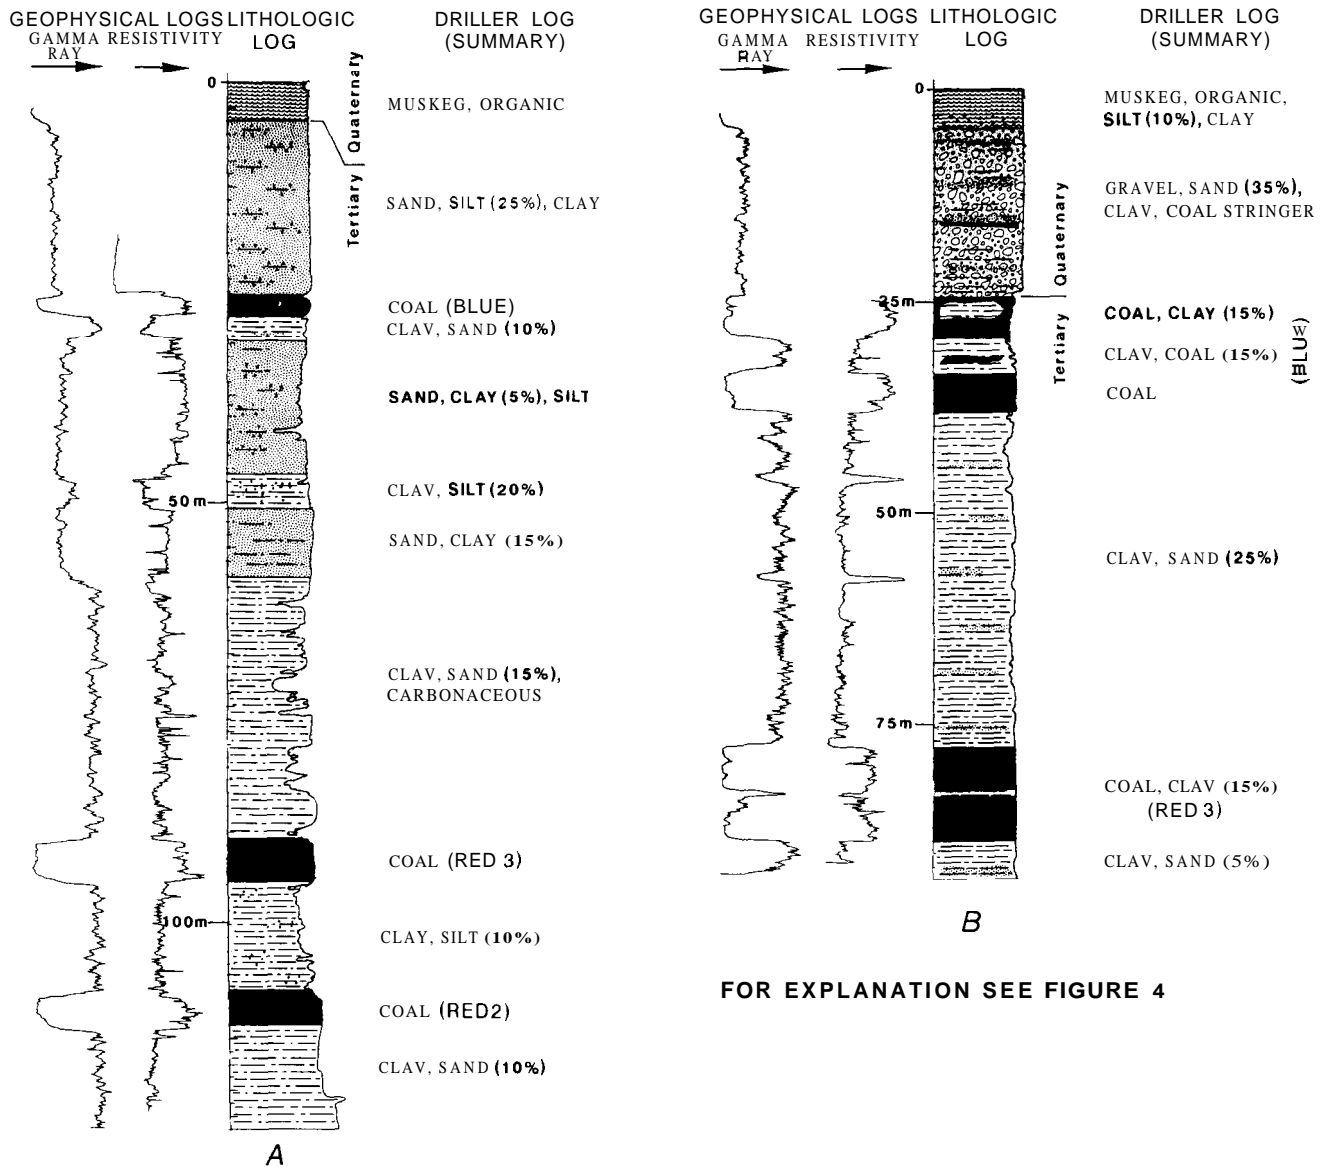 GEOPHYSICAL LOGS LITHOLOGIC LOG
DRILLER LOG
(SUMMARY)
GAMMA RAY
RESISTIVITY
0
Quaternary
Tertiary
MUSKEG, ORGANIC
SAND, SILT (25%), CLAY
COAL (BLUE)
CLAV, SAND (10%)
SAND, CLAY (5%), SILT
CLAV, SILT (20%)
50m
SAND, CLAY (15%)
CLAV, SAND (15%),
CARBONACEOUS
COAL (RED 3)
100m
CLAY, SILT (10%)
COAL (RED2)
CLAV, SAND (10%)
A
GEOPHYSICAL LOGS LITHOLOGIC LOG
DRILLER LOG
(SUMMARY)
GAMMA RAY
RESISTIVITY
0
MUSKEG, ORGANIC,
SILT (10%), CLAY
GRAVEL, SAND (35%),
CLAV, COAL STRINGER
Quaternary
Tertiary
25m
COAL, CLAY (15%)
CLAV, COAL (15%)
COAL
50m
CLAV, SAND (25%)
75m
COAL, CLAV (15%)
(RED 3)
CLAV, SAND (5%)
B
FOR EXPLANATION SEE FIGURE 4